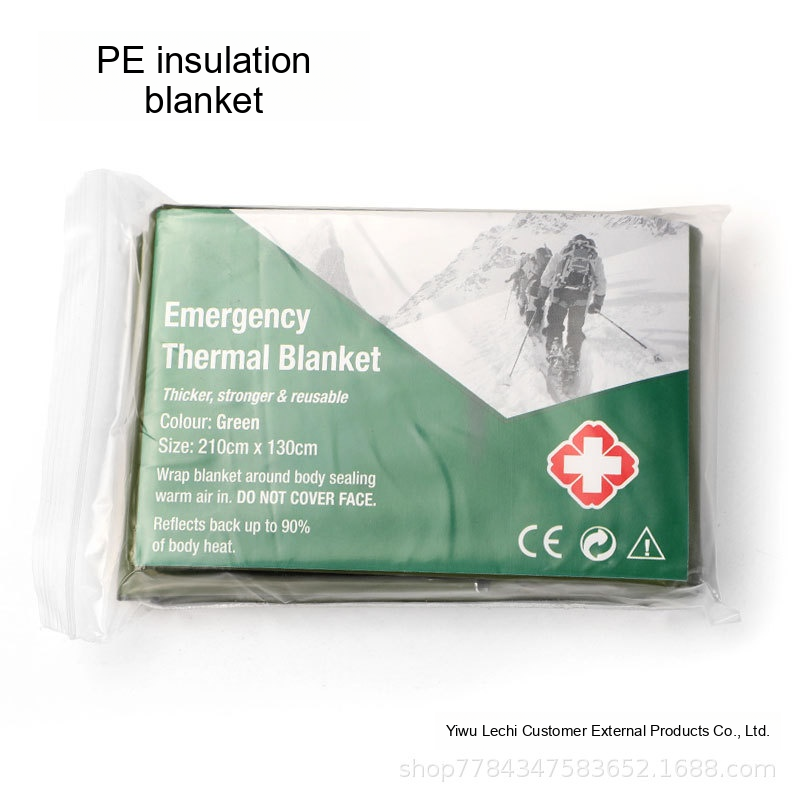 PE insulation
blanket
Emergency
Thermal Blanket
Thicker, stronger & reusable
Colour: Green
Size: 210cm x 130cm
Wrap blanket around body sealing
warm air in. DO NOT COVER FACE.
Reflects back up to 90%
of body heat.
CE
Yiwu Lechi Customer External Products Co., Ltd.
shop7784347583652.1688.com